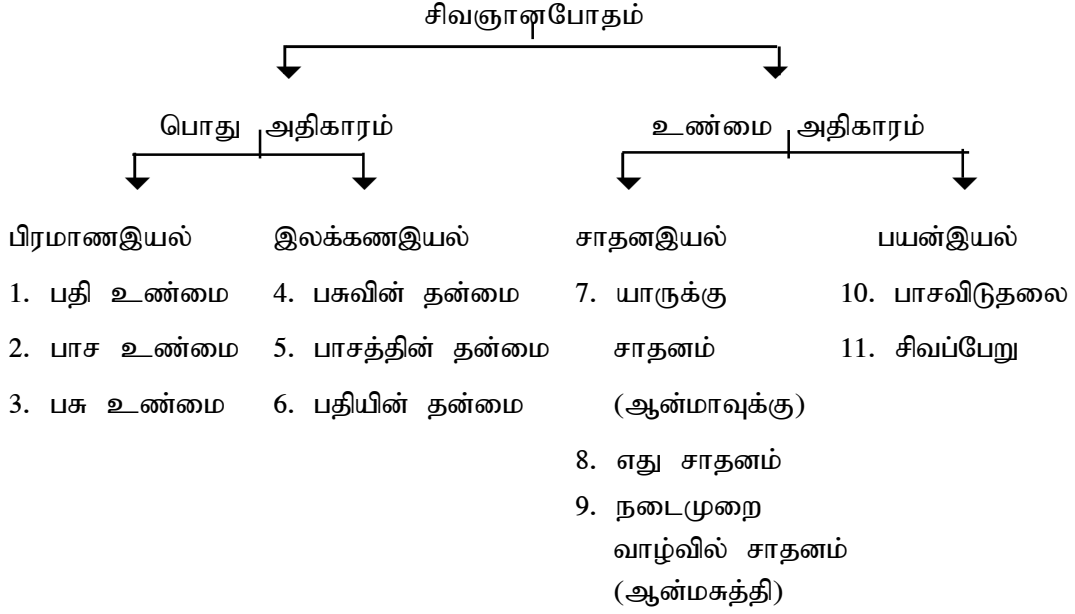 சிவஞானபோதம்
பொது அதிகாரம்
உண்மை அதிகாரம்
பிரமாணஇயல்
1. பதி உண்மை
2. பாச உண்மை
3. பசு உண்மை
இலக்கணஇயல்
4. பசுவின் தன்மை
5. பாசத்தின் தன்மை
6. பதியின் தன்மை
சாதனஇயல்
7. யாருக்கு
சாதனம்
(ஆன்மாவுக்கு)
8. எது சாதனம்
9. நடைமுறை
வாழ்வில் சாதனம்
(ஆன்மசுத்தி)
பயன்இயல்
10. பாசவிடுதலை
11. சிவப்பேறு